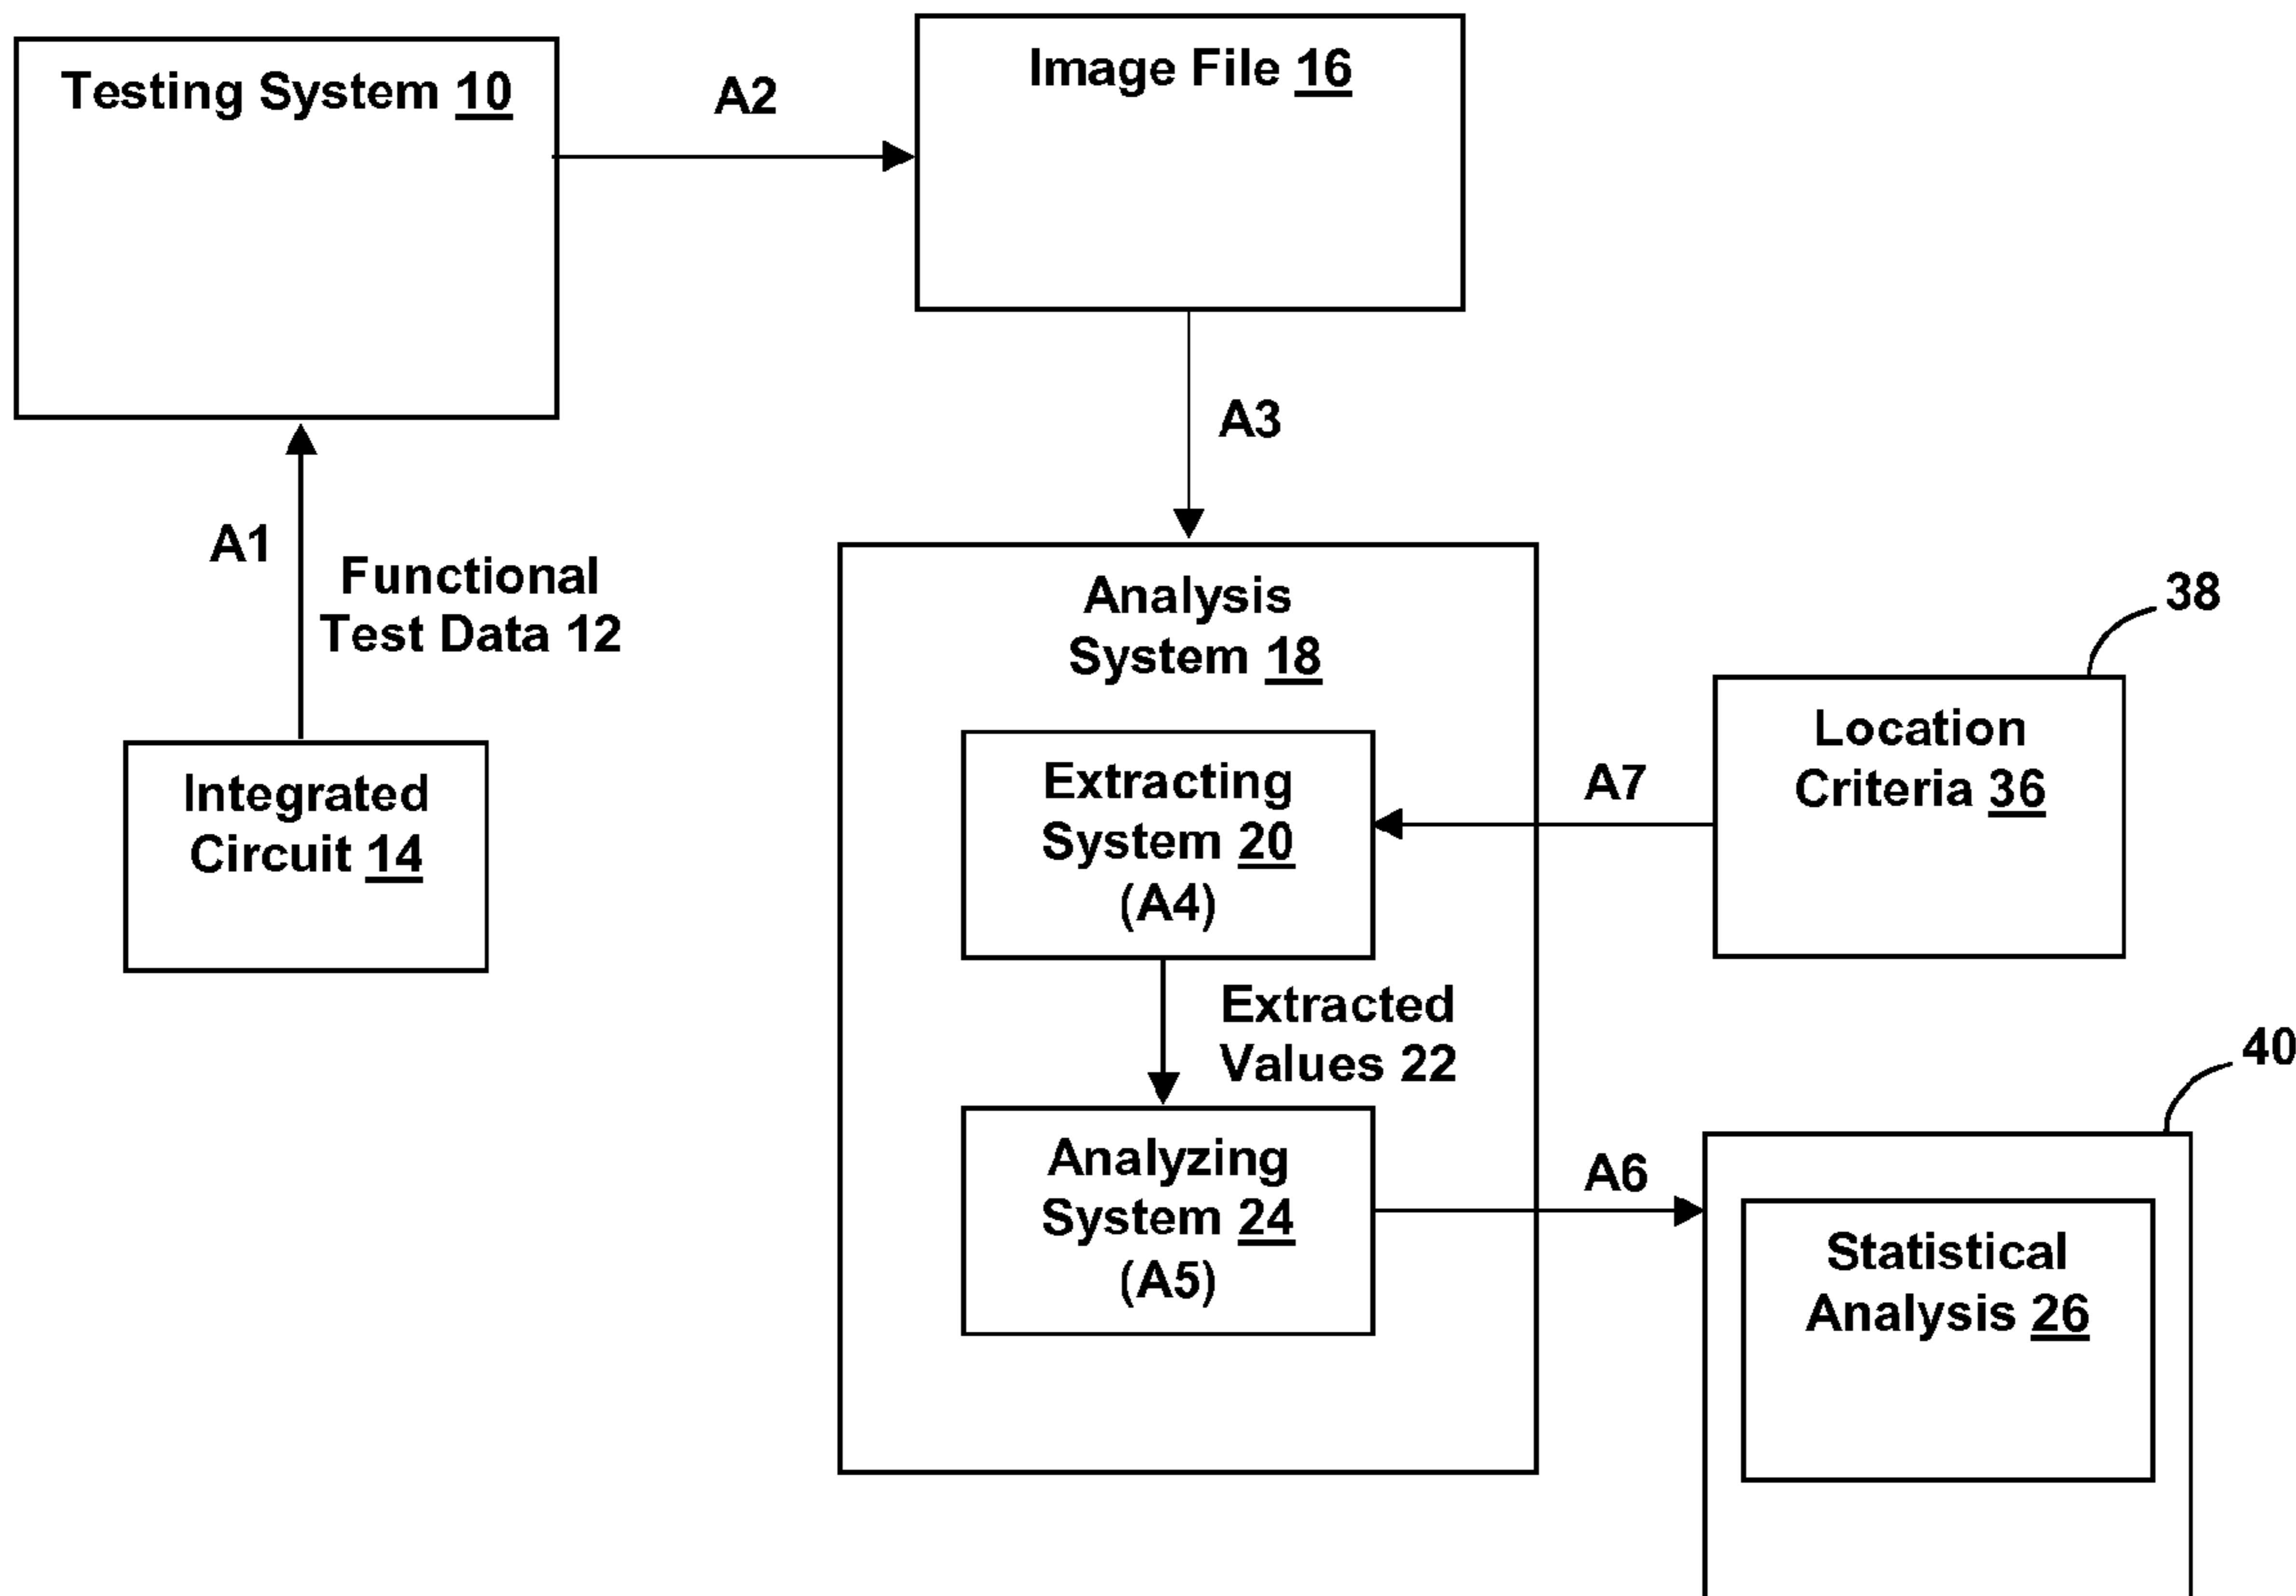 Testing System 10
A2
Image File 16
A3
A1
Functional
Test Data 12
Integrated
Circuit 14
Analysis
System 18
38
Location
Criteria 36
A7
Extracting
System 20
(A4)
Extracted
Values 22
40
Analyzing
System 24
(A5)
A6
Statistical
Analysis 26